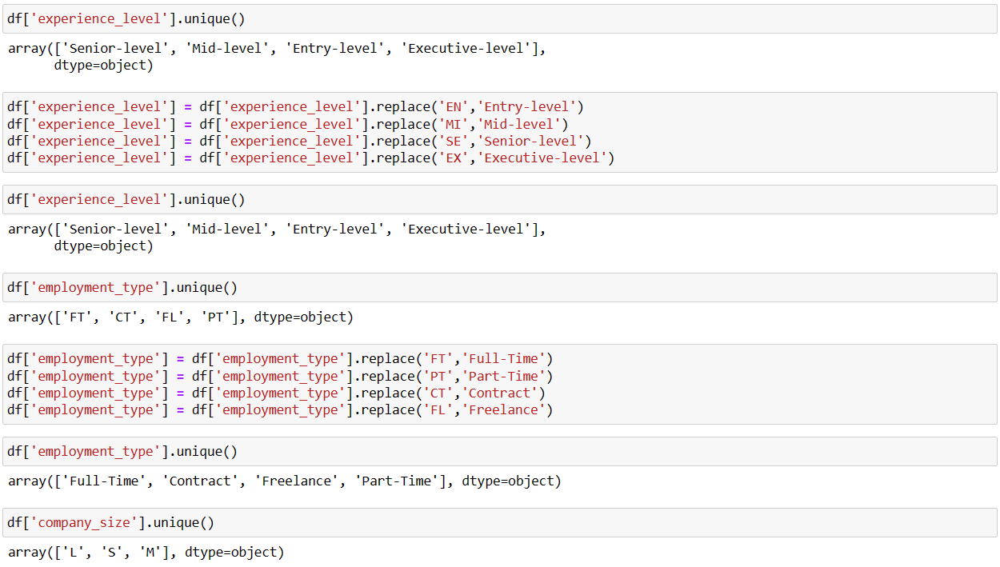 df['experience_level'].unique()
array(['Senior-level', 'Mid-level', 'Entry-level', 'Executive-level'],
dtype=object)
df['experience_level'] = df['experience_level'].replace('EN','Entry-level')
df['experience_level'] = df['experience_level'].replace('MI','Mid-level')
df['experience_level'] = df['experience_level'].replace('SE','Senior-level')
df['experience_level'] = df['experience_level'].replace('EX','Executive-level')
df['experience_level'].unique()
array(['Senior-level', 'Mid-level', 'Entry-level', 'Executive-level'],
dtype=object)
df['employment_type'].unique()
array(['FT', 'CT', 'FL', 'PT'], dtype=object)
df['employment_type'] = df['employment_type'].replace('FT','Full-Time')
df['employment_type'] = df['employment_type'].replace('PT','Part-Time')
df['employment_type'] = df['employment_type'].replace('CT','Contract')
df['employment_type'] = df['employment_type'].replace('FL','Freelance')
df['employment_type'].unique()
array(['Full-Time', 'Contract', 'Freelance', 'Part-Time'], dtype=object)
df['company_size'].unique()
array(['L', 'S', 'M'], dtype=object)